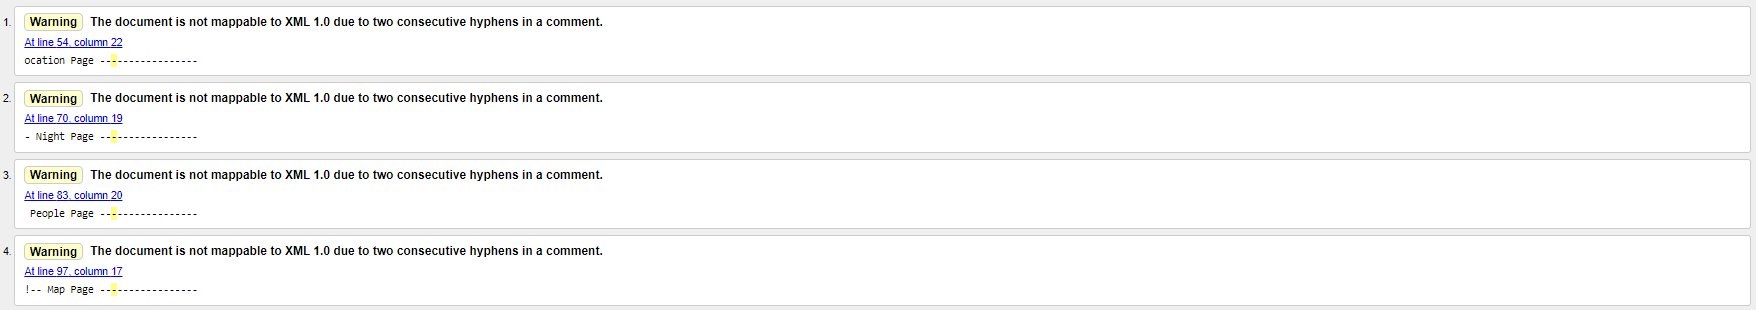 1. Warning The document is not mappable to XML 1.0 due to two consecutive hyphens in a comment.
At line 54, column 22
ocation Page -----------------
2. Warning The document is not mappable to XML 1.0 due to two consecutive hyphens in a comment.
At line 70, column 19
- Night Page -----------------
3. Warning The document is not mappable to XML 1.0 due to two consecutive hyphens in a comment.
At line 83, column 20
People Page -----------------
4. Warning The document is not mappable to XML 1.0 due to two consecutive hyphens in a comment.
At line 97, column 17
!-- Map Page -----------------